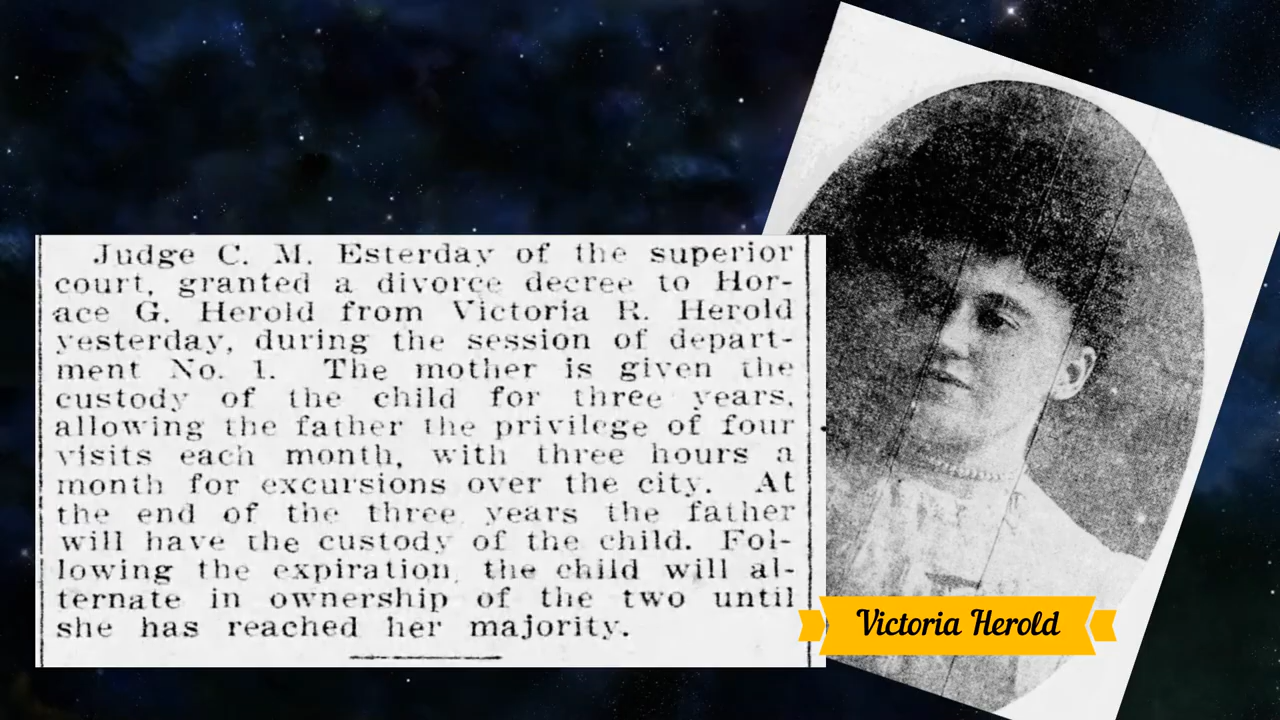 Judge C. M. Esterday of the superior
court, granted a divorce decree to Hor-
ace G. Herold from Victoria R. Herold
yesterday, during the session of depart-
ment No. 1. The mother is given the
custody of the child for three years,
allowing the father the privilege of four
visits each month, with three hours a
month for excursions over the city. At
the end of the three years the father
will have the custody of the child. Fol-
lowing the expiration the child will al-
ternate in ownership of the two until
she has reached her majority.
Victoria Herold